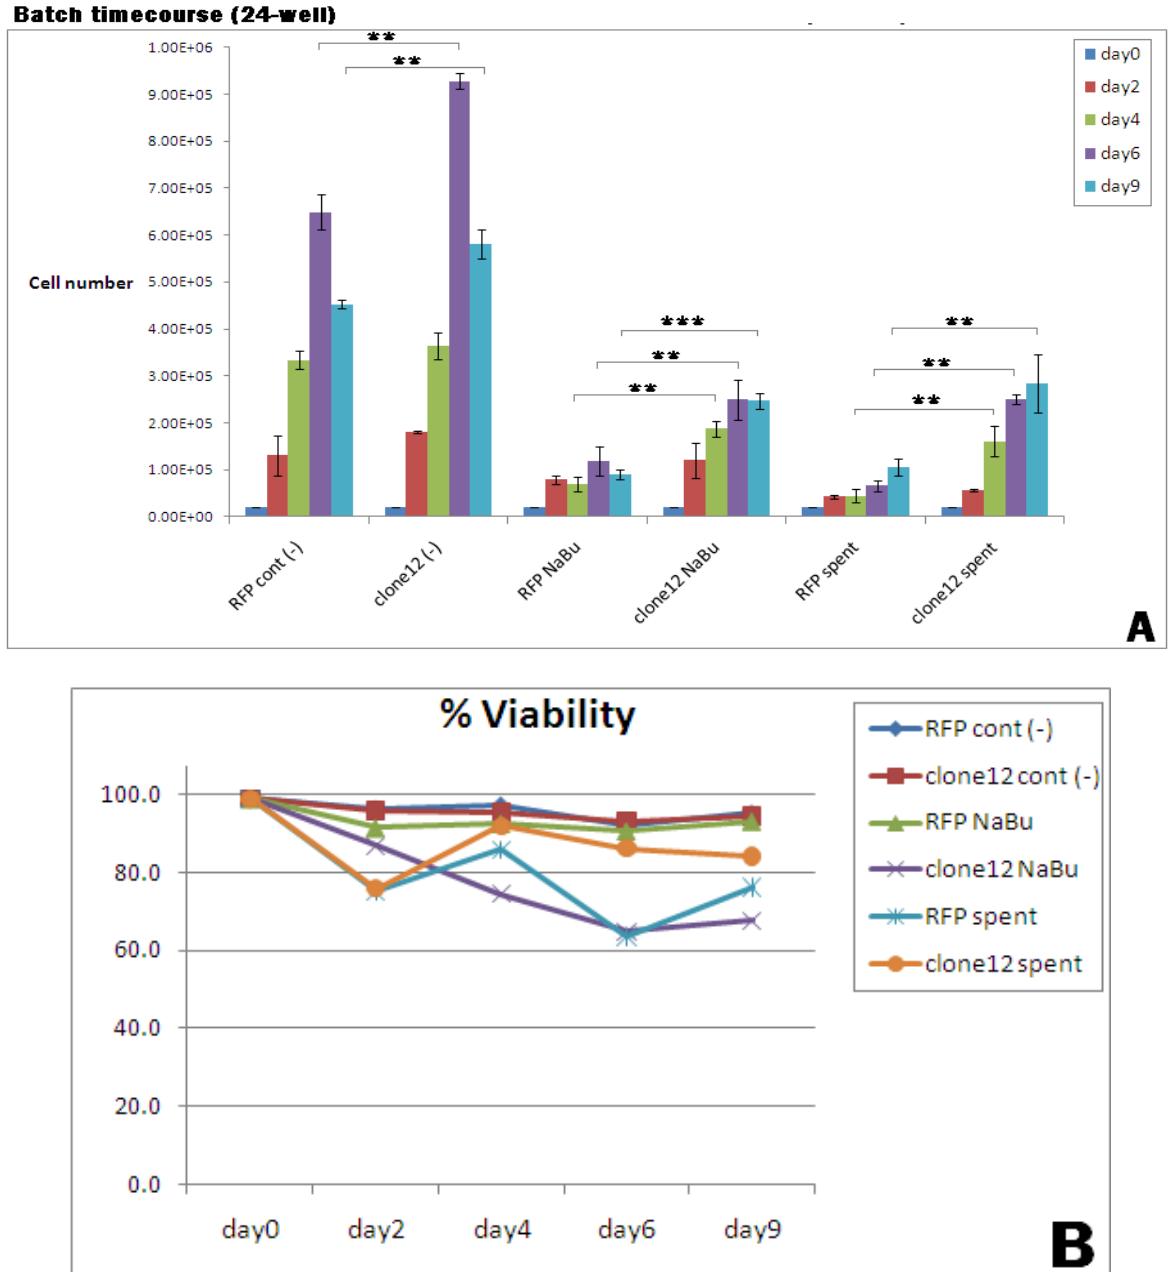 Batch timecourse (24-well)
** 
**
1.00E+06
9.00E+05
8.00E+05
7.00E+05
6.00E+05
5.00E+05
4.00E+05
3.00E+05
2.00E+05
1.00E+05
0.00E+00
Cell number
***
**
**
**
**
**
day0
day2
day4
day6
day9
RFP cont (-)
clone12 (-)
RFP NaBu
clone12 NaBu
RFP spent
clone12 spent
A
% Viability
100.0
80.0
60.0
40.0
20.0
0.0
day0 day2 day4 day6 day9
RFP cont (-)
clone12 cont (-)
RFP NaBu
clone12 NaBu
RFP spent
clone12 spent
B